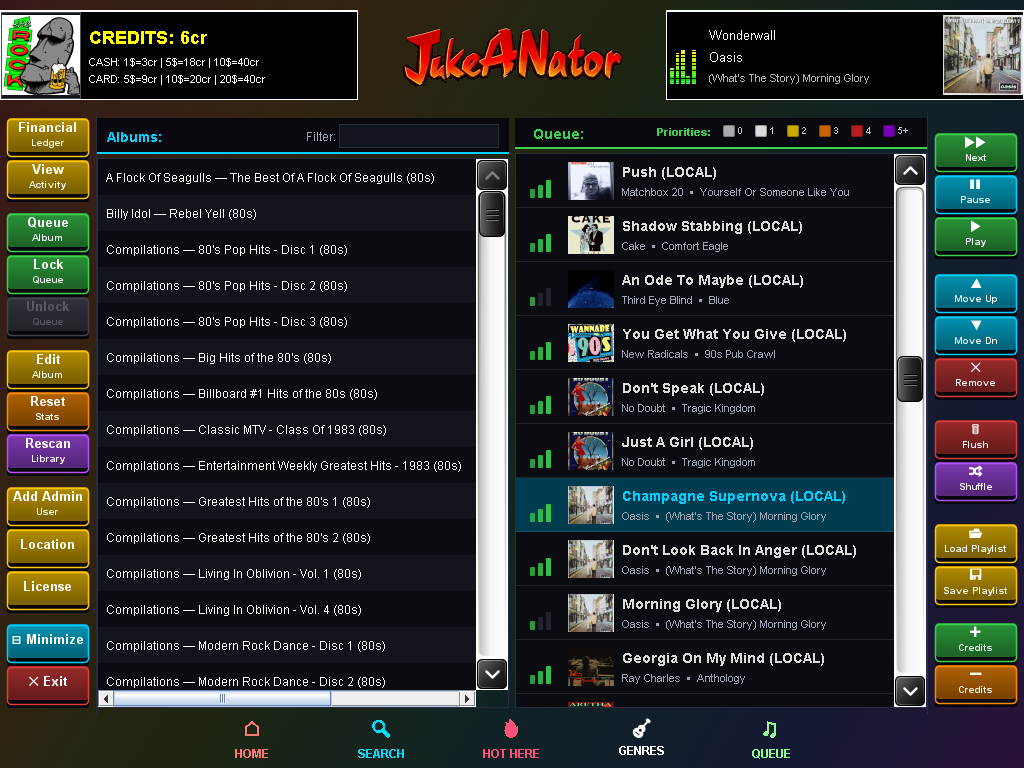 ROCK
CREDITS: 6cr
CASH: 1$=3cr | 5$=18cr | 10$=40cr
CARD: 5$=9cr | 10$=20cr | 20$=40cr
JukeANator
Wonderwall
Oasis
(What's The Story) Morning Glory
oasis
Financial
Ledger
View
Activity
Queue
Album
Lock
Queue
Unlock
Queue
Edit
Album
Reset
Stats
Rescan
Library
Add Admin
User
Location
License
Minimize
Exit
Albums:
Filter:
A Flock Of Seagulls — The Best Of A Flock Of Seagulls (80s)
Billy Idol — Rebel Yell (80s)
Compilations — 80's Pop Hits - Disc 1 (80s)
Compilations — 80's Pop Hits - Disc 2 (80s)
Compilations — 80's Pop Hits - Disc 3 (80s)
Compilations — Big Hits of the 80's (80s)
Compilations — Billboard #1 Hits of the 80s (80s)
Compilations — Classic MTV - Class Of 1983 (80s)
Compilations — Entertainment Weekly Greatest Hits - 1983 (80s)
Compilations — Greatest Hits of the 80's 1 (80s)
Compilations — Greatest Hits of the 80's 2 (80s)
Compilations — Living In Oblivion - Vol. 1 (80s)
Compilations — Living In Oblivion - Vol. 4 (80s)
Compilations — Modern Rock Dance - Disc 1 (80s)
Compilations — Modern Rock Dance - Disc 2 (80s)
Queue:
Priorities: 0 1 2 3 4 5+
Push (LOCAL)
Matchbox 20 • Yourself Or Someone Like You
CAKE
Shadow Stabbing (LOCAL)
Cake • Comfort Eagle
An Ode To Maybe (LOCAL)
Third Eye Blind • Blue
WANNABE
90s
You Get What You Give (LOCAL)
New Radicals • 90s Pub Crawl
Don't Speak (LOCAL)
No Doubt • Tragic Kingdom
Just A Girl (LOCAL)
No Doubt • Tragic Kingdom
Champagne Supernova (LOCAL)
Oasis • (What's The Story) Morning Glory
Don't Look Back In Anger (LOCAL)
Oasis • (What's The Story) Morning Glory
Morning Glory (LOCAL)
Oasis • (What's The Story) Morning Glory
Georgia On My Mind (LOCAL)
Ray Charles • Anthology
ARETHA
Next
Pause
Play
Move Up
Move Dn
Remove
Flush
Shuffle
Load Playlist
Save Playlist
Credits
Credits
HOME
SEARCH
HOT HERE
GENRES
QUEUE